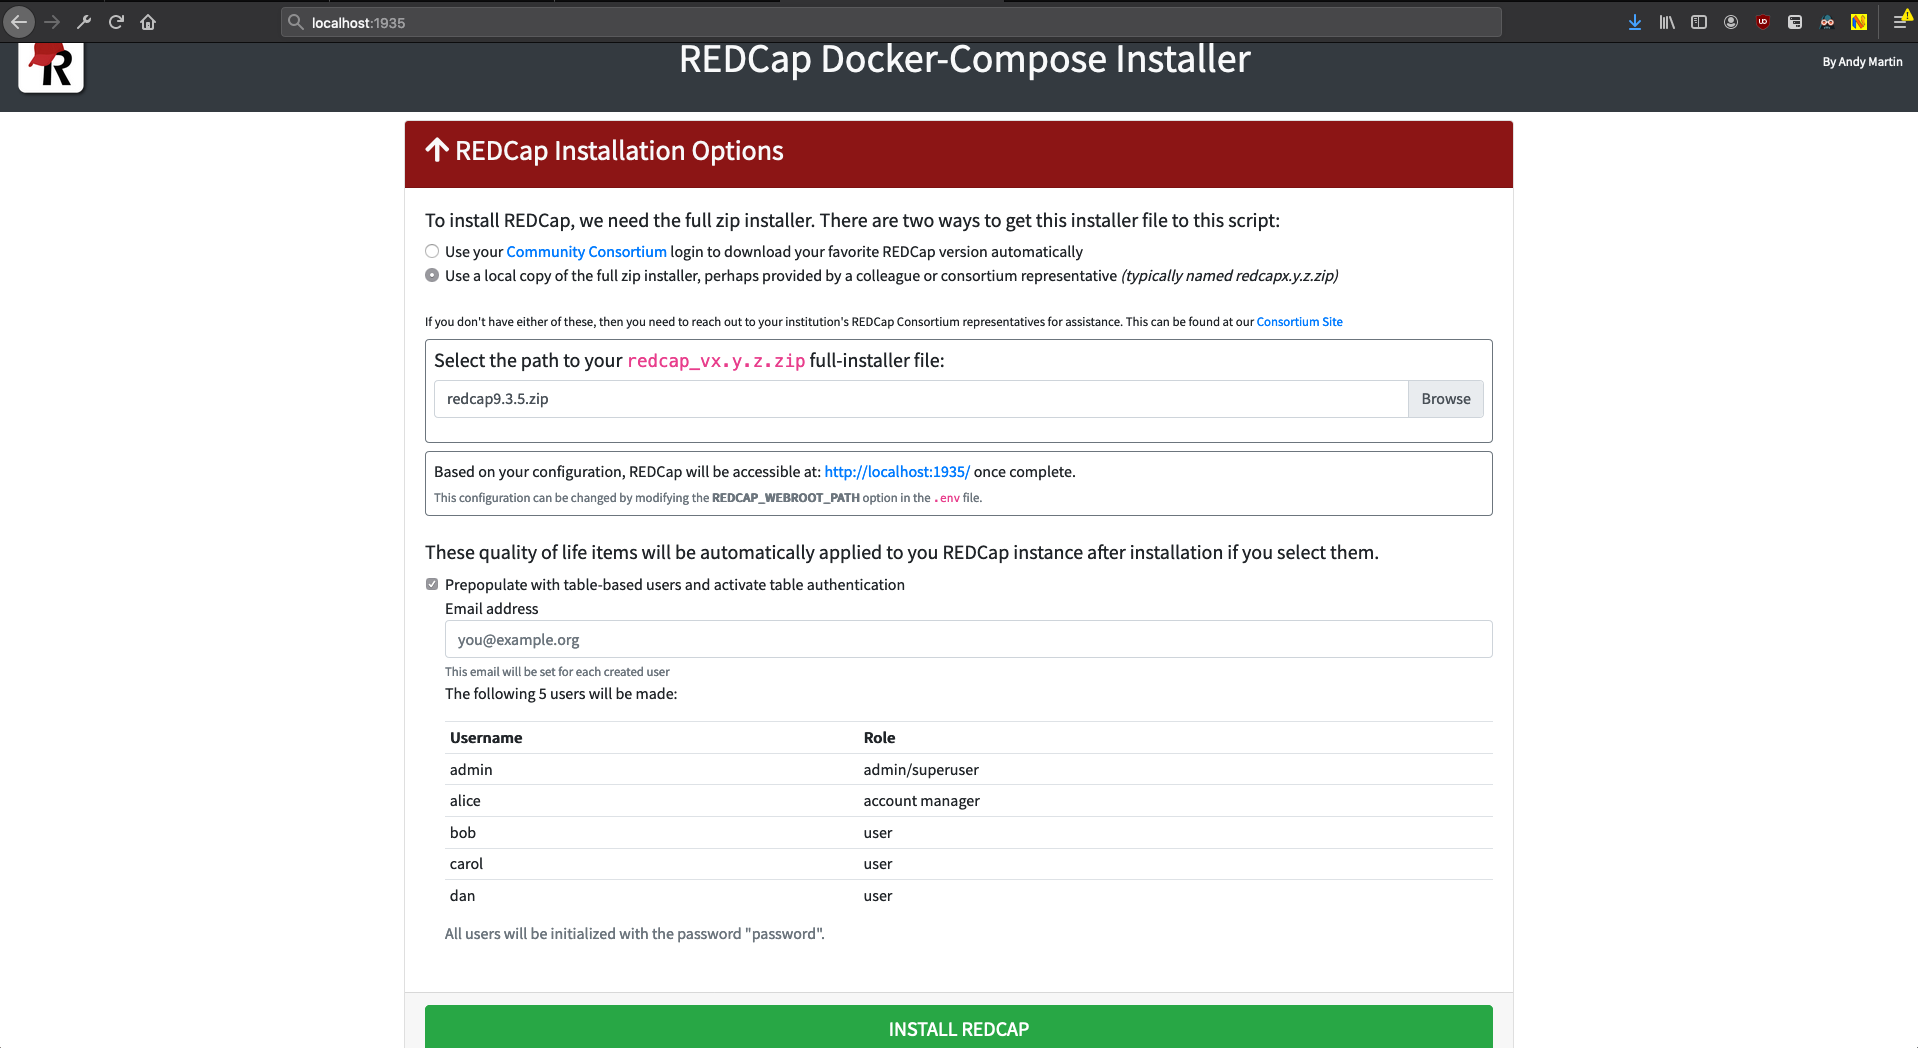 localhost:1935
REDCap Docker-Compose Installer
By Andy Martin
R
REDCap Installation Options
To install REDCap, we need the full zip installer. There are two ways to get this installer file to this script:
Use your Community Consortium login to download your favorite REDCap version automatically
Use a local copy of the full zip installer, perhaps provided by a colleague or consortium representative (typically named redcapx.y.z.zip)
If you don't have either of these, then you need to reach out to your institution's REDCap Consortium representatives for assistance. This can be found at our Consortium Site
Select the path to your redcap_vx.y.z.zip full-installer file:
redcap9.3.5.zip Browse
Based on your configuration, REDCap will be accessible at: http://localhost:1935/ once complete.
This configuration can be changed by modifying the REDCAP_WEBROOT_PATH option in the .env file.
These quality of life items will be automatically applied to you REDCap instance after installation if you select them.
Prepopulate with table-based users and activate table authentication
Email address
you@example.org
This email will be set for each created user
The following 5 users will be made:
Username Role
admin admin/superuser
alice account manager
bob user
carol user
dan user
All users will be initialized with the password "password".
INSTALL REDCAP